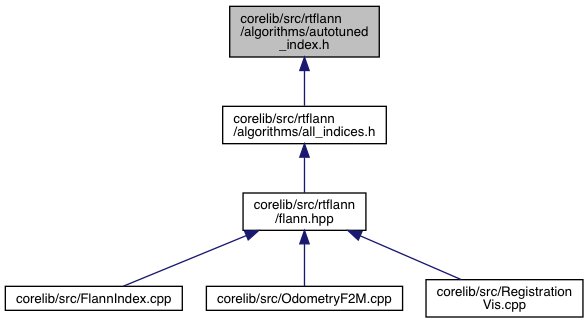 corelib/src/rtflann
/algorithms/autotuned
_index.h
corelib/src/rtflann
/algorithms/all_indices.h
corelib/src/rtflann
/flann.hpp
corelib/src/FlannIndex.cpp
corelib/src/OdometryF2M.cpp
corelib/src/Registration
Vis.cpp